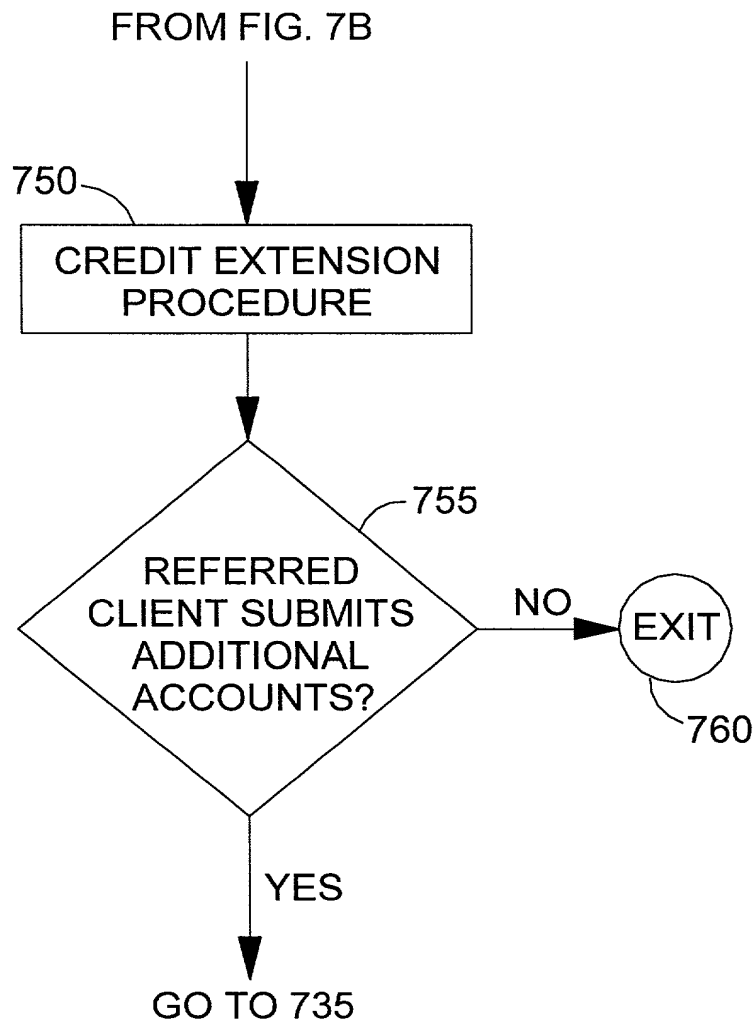 FROM FIG. 7B
750
CREDIT EXTENSION
PROCEDURE
755
REFERRED
CLIENT SUBMITS
ADDITIONAL
ACCOUNTS?
NO
EXIT
760
YES
GO TO 735